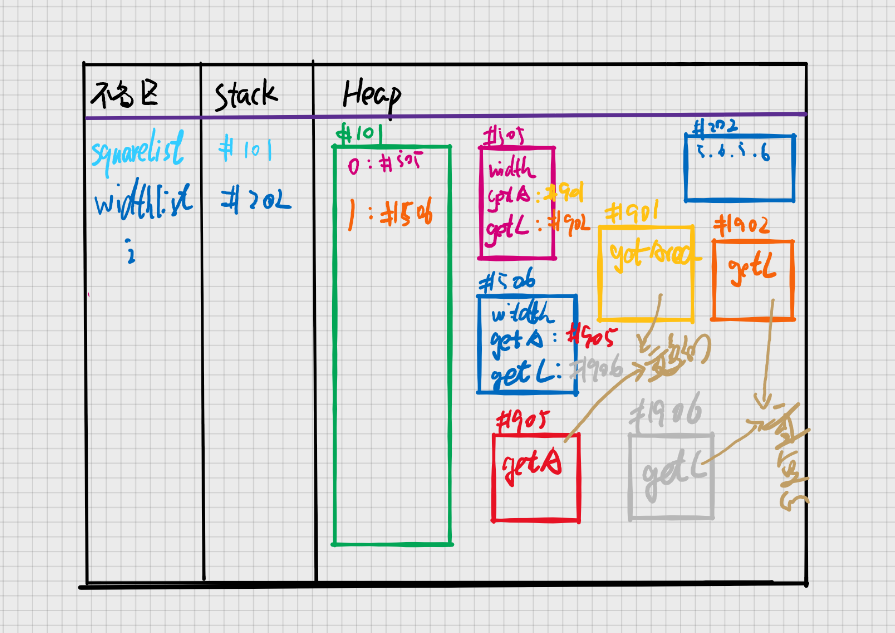 不名区
Stack
Heap
squarelist
#101
widthlist
#202
i
#101
0: #505
1: #506
#505
width
getA: #901
getL: #902
#202
5.6.5.6
#901
getArea
#902
getL
#506
width
getA: #905
getL: #906
#905
getA
#906
getL